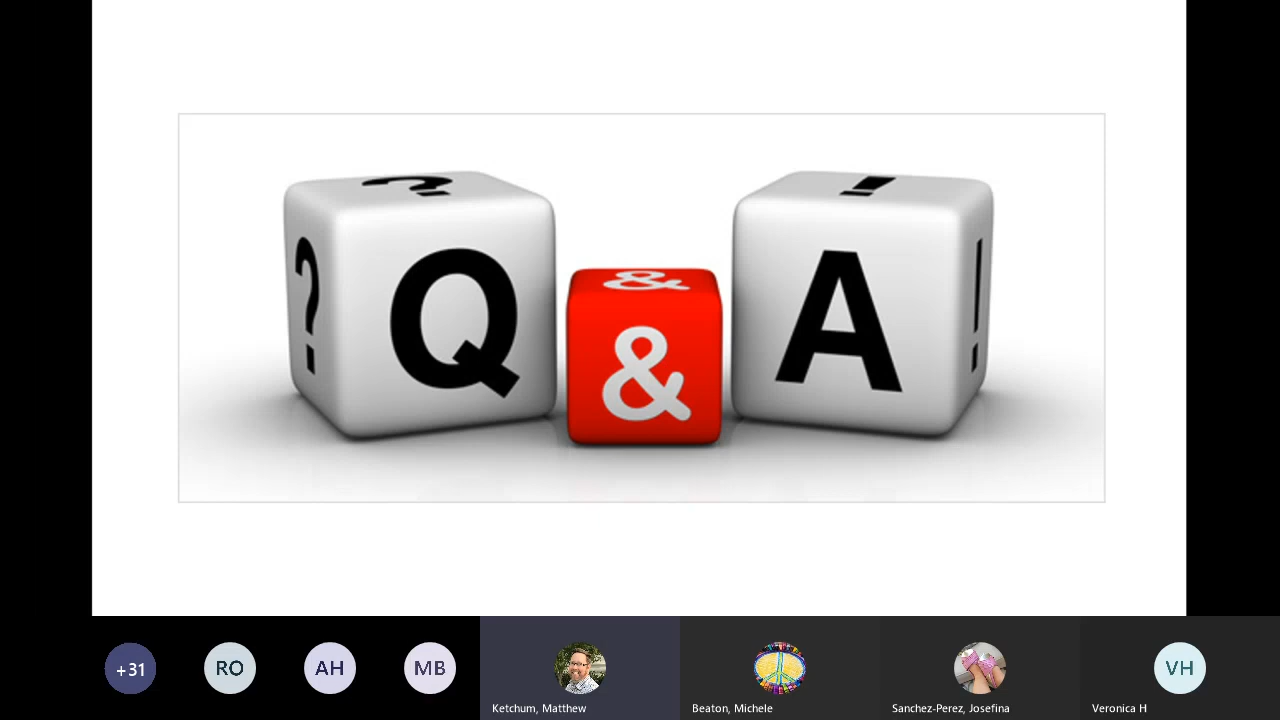 ? !
? Q & & A !
+31 RO AH MB VH
Ketchum, Matthew Beaton, Michele Sanchez-Perez, Josefina Veronica H